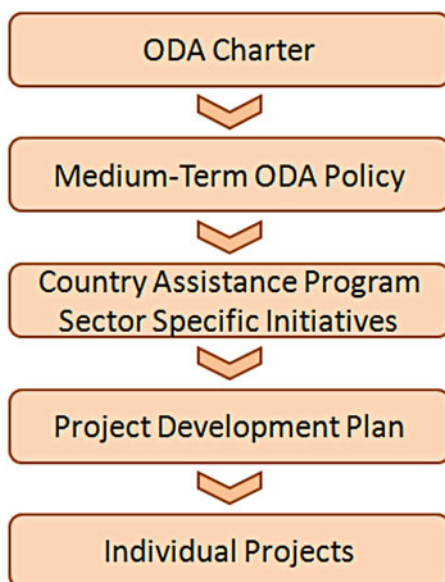 ODA Charter
Medium-Term ODA Policy
Country Assistance Program
Sector Specific Initiatives
Project Development Plan
Individual Projects